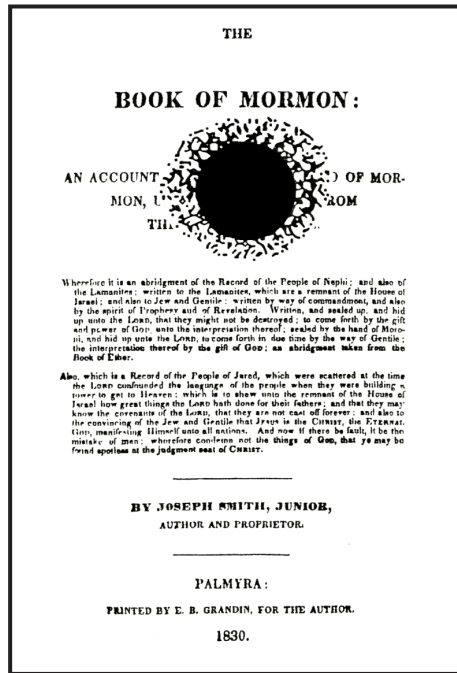 THE
BOOK OF MORMON:
AN ACCOUNT OF MOR-
MON,
Wherefore it is an abridgment of the Record of the People of Nephi; and also of
the Lamanites; written to the Lamanites, which are a remnant of the House of
Israel; and also to Jew and Gentile; written by way of commandment, and also
by the spirit of Prophesy and of Revelation. Written, and sealed up, and hid
up unto the LORD, that they might not be destroyed; to come forth by the gift
and power of GOD, unto the interpretation thereof; sealed by the hand of Moro-
ni, and hid up unto the LORD, to come forth in due time by the way of Gentile;
the interpretation thereof by the gift of GOD; an abridgment taken from the
Book of Ether.
Also, which is a Record of the People of Jared, which were scattered at the time
the LORD confounded the language of the people when they were building a
tower to get to Heaven: which is to shew unto the remnant of the House of
Israel how great things the LORD hath done for their fathers; and that they may
know the covenants of the LORD, that they are not cast off forever; and also to
the convincing of the Jew and Gentile that JESUS is the CHRIST, the ETERNAL
GOD, manifesting Himself unto all nations. And now if there be fault, it be the
mistake of men; wherefore condemn not the things of GOD, that ye may be
found spotless at the judgment seat of CHRIST.
BY JOSEPH SMITH, JUNIOR,
AUTHOR AND PROPRIETOR.
PALMYRA:
PRINTED BY E. B. GRANDIN, FOR THE AUTHOR.
1830.